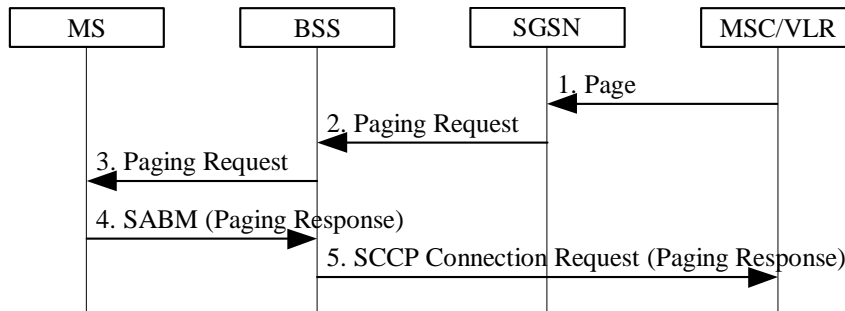 MS
BSS
SGSN
MSC/VLR
1. Page
2. Paging Request
3. Paging Request
4. SABM (Paging Response)
5. SCCP Connection Request (Paging Response)